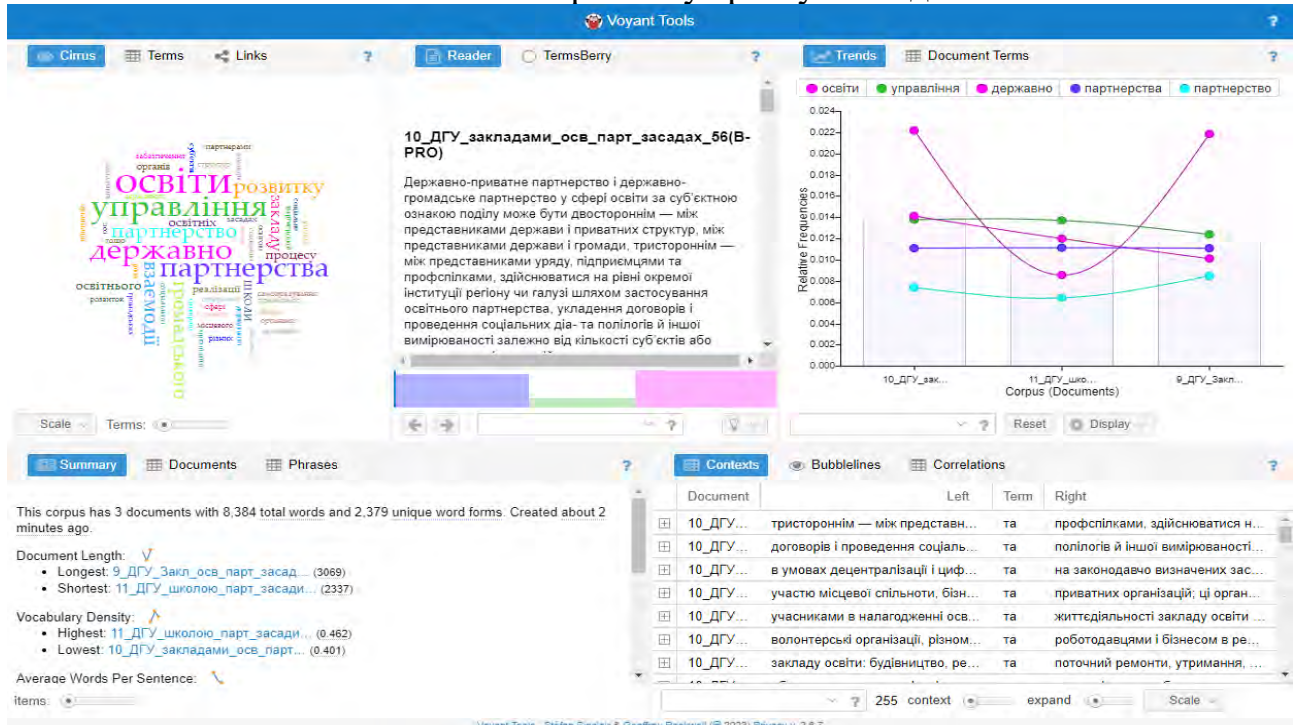 Voyant Tools ?
Cirrus Terms Links ?
освіти
управління
державно
партнерства
партнерство
розвитку
закладу
взаємодії
громадського
школи
процесу
освітніх
освітнього
реалізації
органів
сфері
розвиток
партнерами
засадах
місцевого
різних
Scale Terms:
Reader TermsBerry ?
10_ДГУ_закладами_осв_парт_засадах_56(B-
PRO)
Державно-приватне партнерство і державно-
громадське партнерство у сфері освіти за суб'єктною
ознакою поділу може бути двостороннім — між
представниками держави і приватних структур, між
представниками держави і громади, тристороннім —
між представниками уряду, підприємцями та
профспілками, здійснюватися на рівні окремої
інституції регіону чи галузі шляхом застосування
освітнього партнерства, укладення договорів і
проведення соціальних діа- та полілогів й іншої
вимірюваності залежно від кількості суб'єктів або
?
Trends Document Terms ?
освіти управління державно партнерства партнерство
0.024
0.022
0.020
0.018
0.016
0.014
0.012
0.010
0.008
0.006
0.004
0.002
0.000
Relative Frequencies
10_ДГУ_зак... 11_ДГУ_шко... 9_ДГУ_Закл...
Corpus (Documents)
? Reset Display
Summary Documents Phrases ?
This corpus has 3 documents with 8,384 total words and 2,379 unique word forms. Created about 2
minutes ago.
Document Length:
• Longest: 9_ДГУ_Закл_осв_парт_засад... (3069)
• Shortest: 11_ДГУ_школою_парт_засади... (2337)
Vocabulary Density:
• Highest: 11_ДГУ_школою_парт_засади... (0.462)
• Lowest: 10_ДГУ_закладами_осв_парт... (0.401)
Average Words Per Sentence:
items:
Contexts Bubblelines Correlations ?
Document Left Term Right
10_ДГУ... тристороннім — між представн... та профспілками, здійснюватися н...
10_ДГУ... договорів і проведення соціаль... та полілогів й іншої вимірюваності...
10_ДГУ... в умовах децентралізації і циф... та на законодавчо визначених зас...
10_ДГУ... участю місцевої спільноти, бізн... та приватних організацій; ці орган...
10_ДГУ... учасниками в налагодженні осв... та життєдіяльності закладу освіти ...
10_ДГУ... волонтерські організації, різном... та роботодавцями і бізнесом в ре...
10_ДГУ... закладу освіти: будівництво, ре... та поточний ремонти, утримання, ...
? 255 context expand Scale